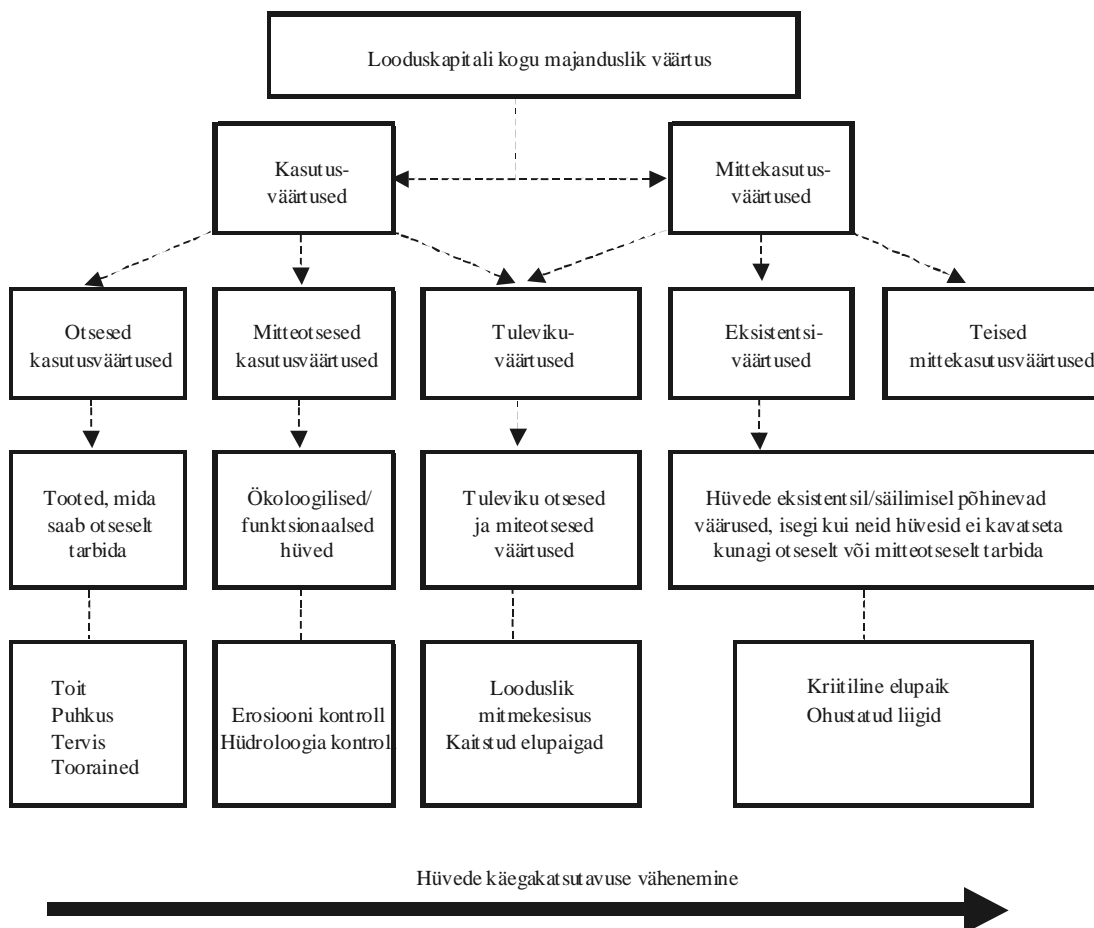 Looduskapitali kogu majanduslik väärtus
Kasutus-
väärtused
Mittekasutus-
väärtused
Otsesed
kasutusväärtused
Mitteotsesed
kasutusväärtused
Tuleviku-
väärtused
Eksistentsi-
väärtused
Teised
mittekasutusväärtused
Tooted, mida
saab otseselt
tarbida
Ökoloogilised/
funktsionaalsed
hüved
Tuleviku otsesed
ja miteotsesed
väärtused
Hüvede eksistentsil/säilimisel põhinevad
väärused, isegi kui neid hüvesid ei kavatseta
kunagi otseselt või mitteotseselt tarbida
Toit
Puhkus
Tervis
Toorained
Erosiooni kontroll
Hüdroloogia kontroll
Looduslik
mitmekesisus
Kaitstud elupaigad
Kriitiline elupaik
Ohustatud liigid
Hüvede käegakatsutavuse vähenemine